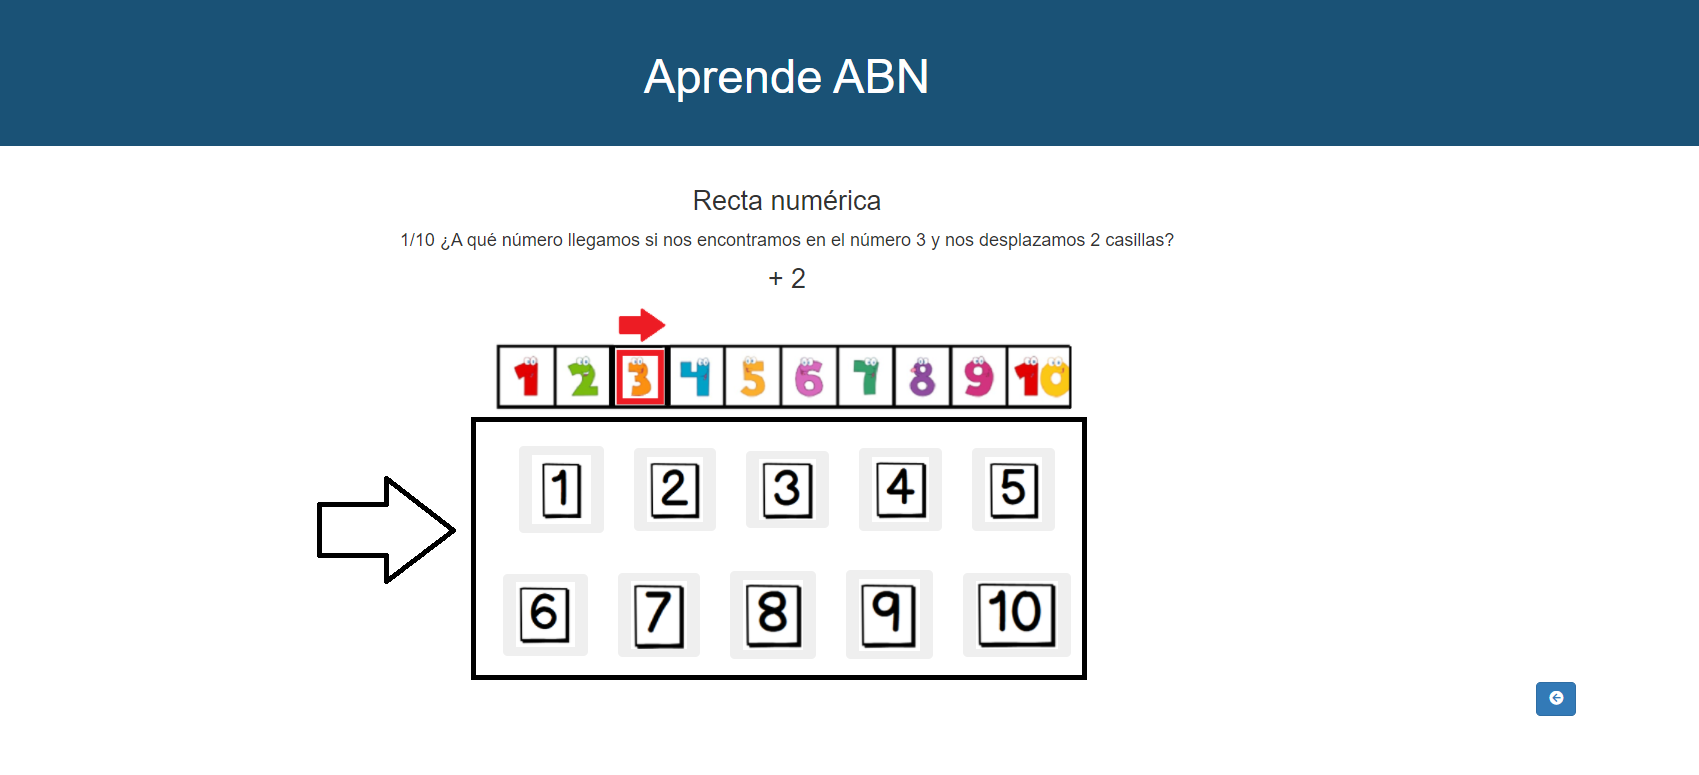 Aprende ABN
Recta numérica
1/10 ¿A qué número llegamos si nos encontramos en el número 3 y nos desplazamos 2 casillas?
+ 2
1 2 3 4 5 6 7 8 9 10
1 2 3 4 5
6 7 8 9 10